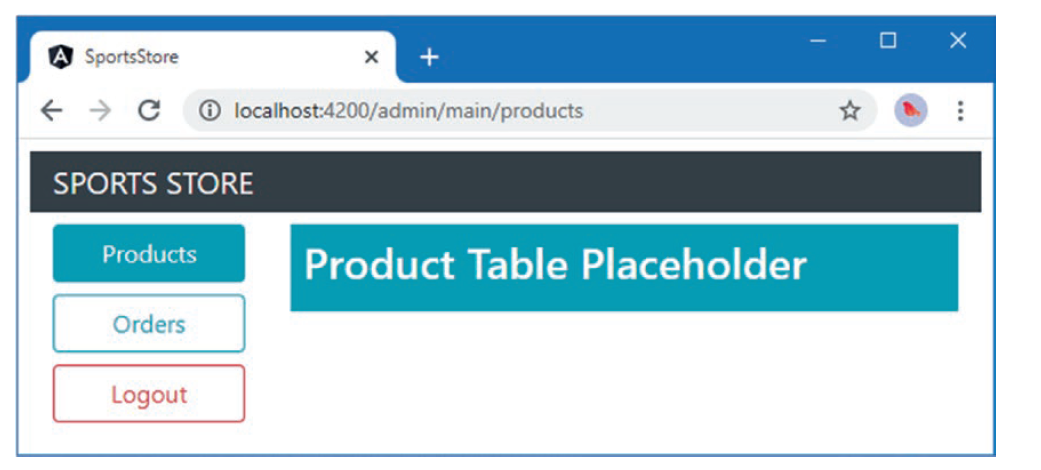 SportsStore
localhost:4200/admin/main/products
SPORTS STORE
Products
Product Table Placeholder
Orders
Logout